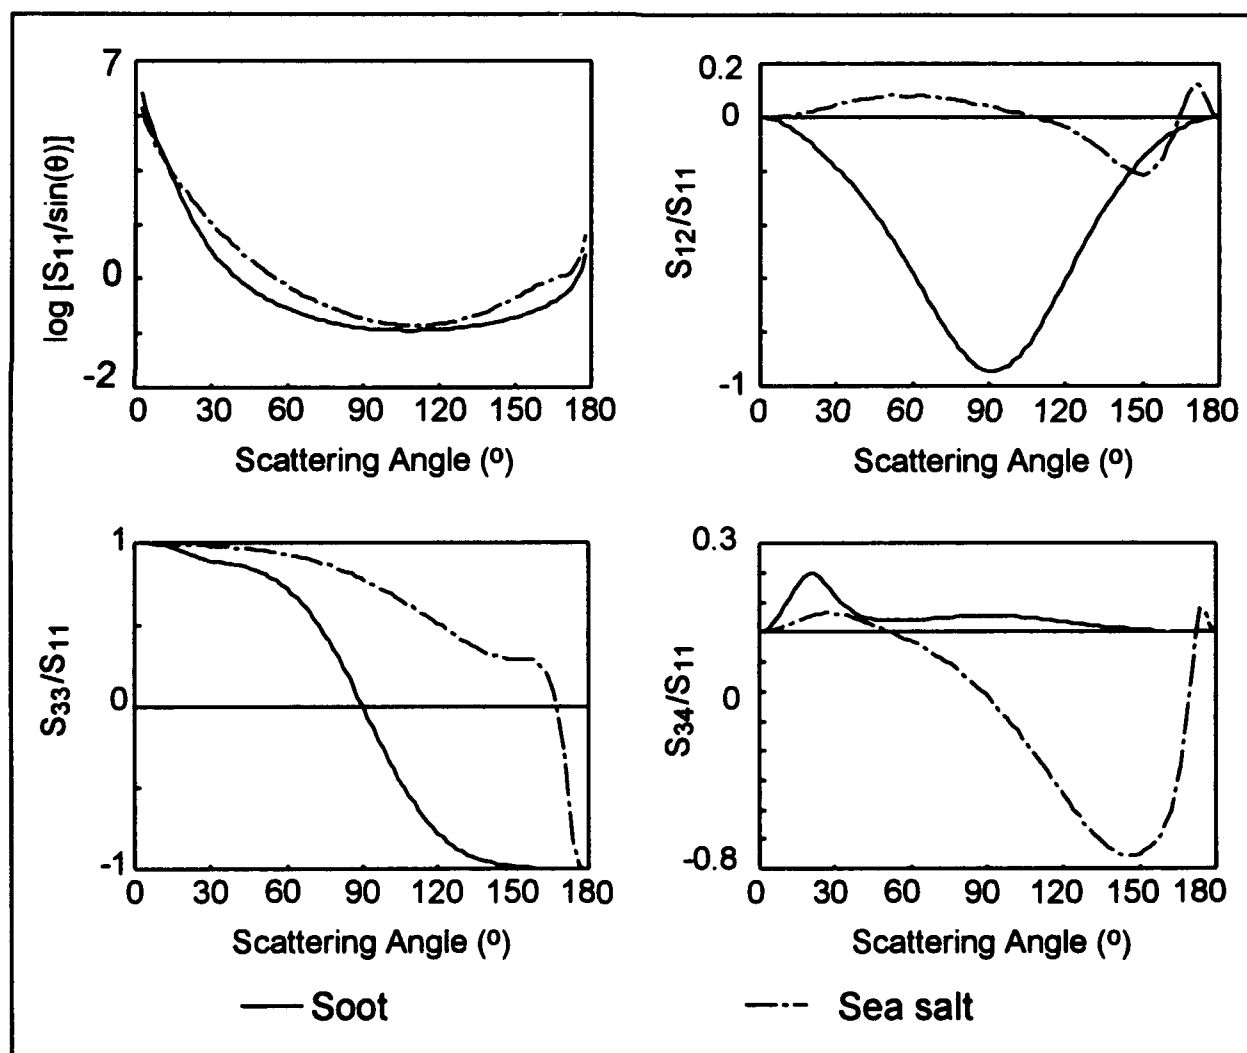 7
0
-2
log [S11/sin(θ)]
0 30 60 90 120 150 180
Scattering Angle (º)
0.2
0
-1
S12/S11
0 30 60 90 120 150 180
Scattering Angle (º)
1
0
-1
S33/S11
0 30 60 90 120 150 180
Scattering Angle (º)
0.3
0
-0.8
S34/S11
0 30 60 90 120 150 180
Scattering Angle (º)
Soot
Sea salt